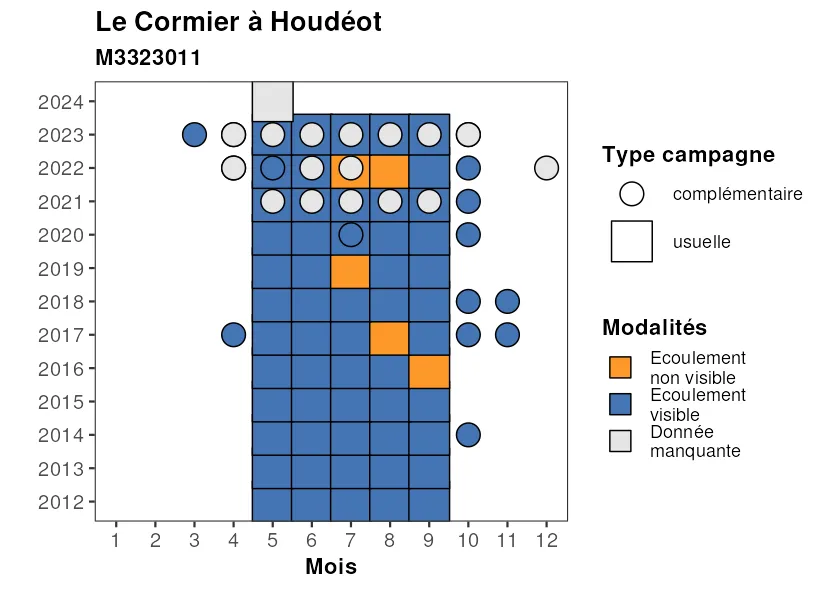 Le Cormier à Houdéot
M3323011
2024
2023
2022
2021
2020
2019
2018
2017
2016
2015
2014
2013
2012
1 2 3 4 5 6 7 8 9 10 11 12
Mois
Type campagne
complémentaire
usuelle
Modalités
Ecoulement
non visible
Ecoulement
visible
Donnée
manquante